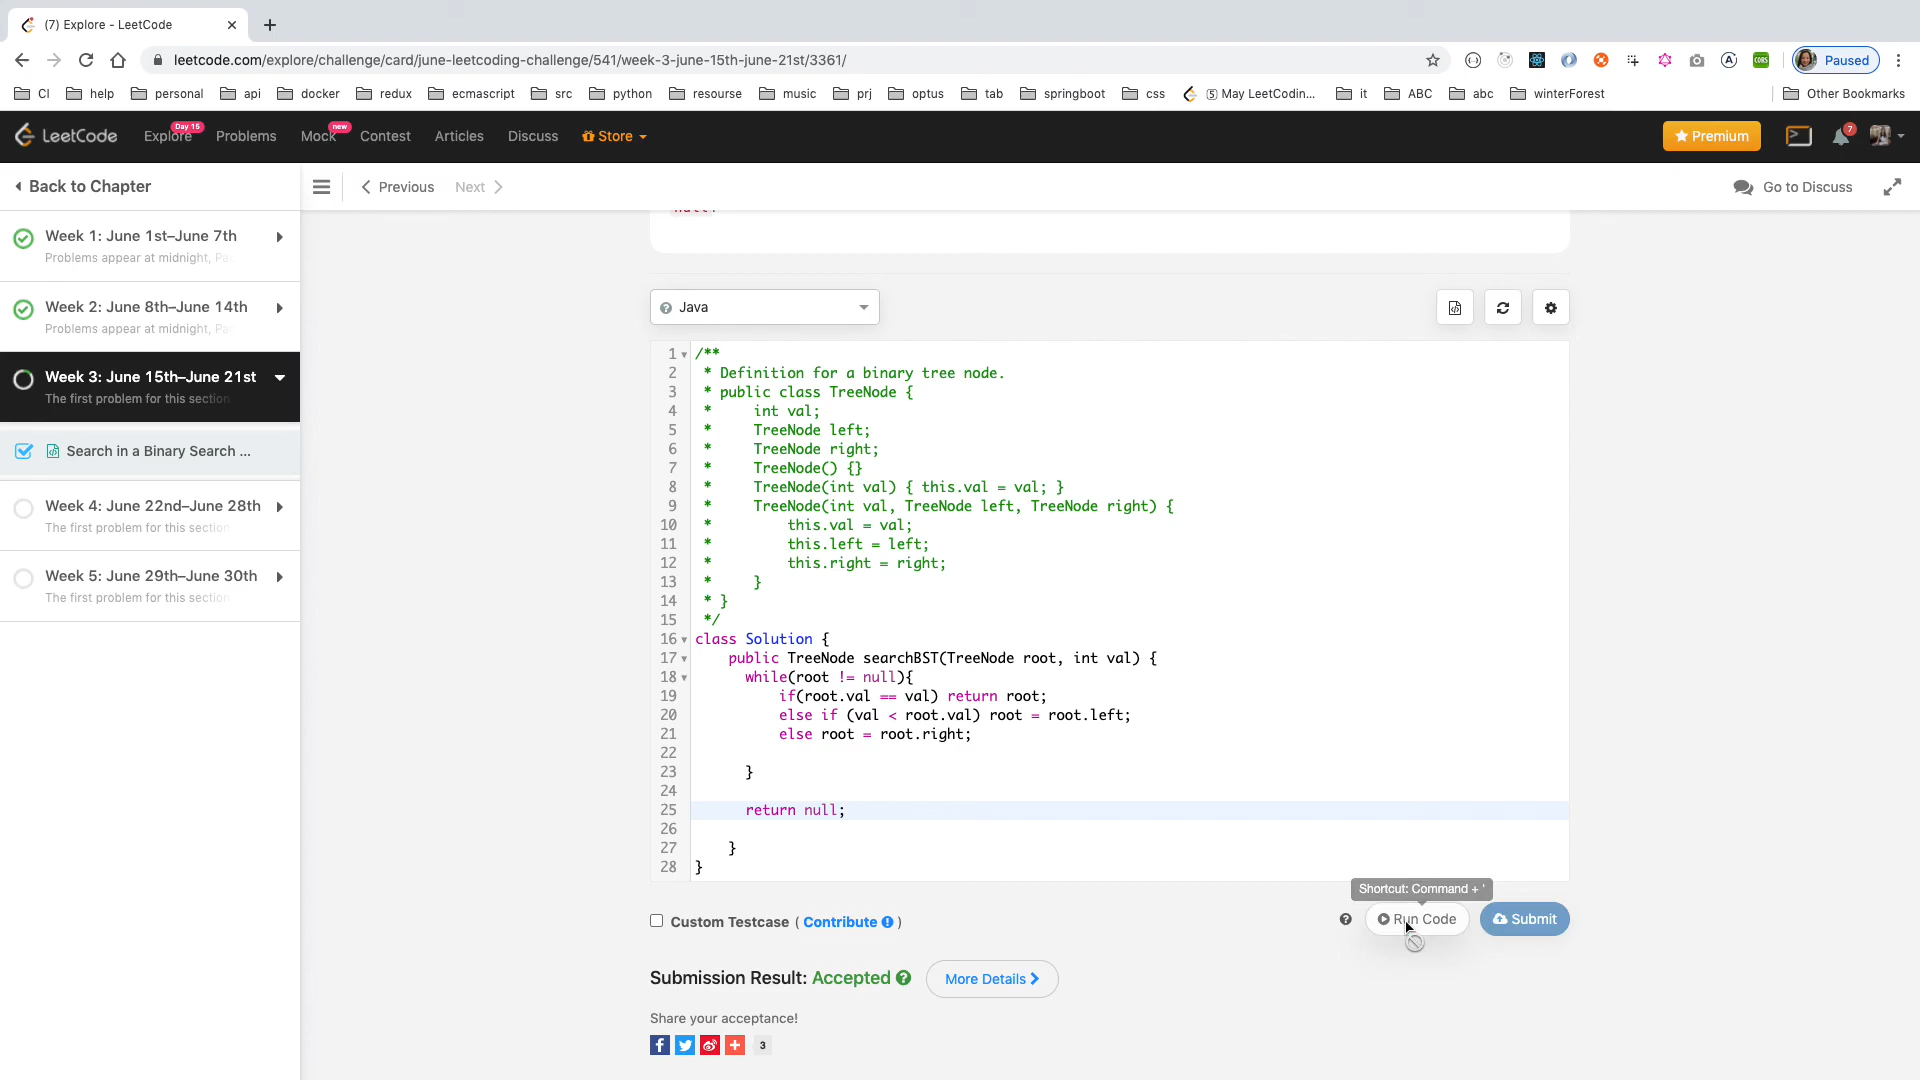 (7) Explore - LeetCode
leetcode.com/explore/challenge/card/june-leetcoding-challenge/541/week-3-june-15th-june-21st/3361/
Paused
CI help personal api docker redux ecmascript src python resourse music prj optus tab springboot css ⑤ May LeetCodin... it ABC abc winterForest Other Bookmarks
LeetCode Explore Day 15 Problems Mock new Contest Articles Discuss Store Premium 7
Back to Chapter
Previous Next Go to Discuss
Week 1: June 1st–June 7th
Problems appear at midnight, Pac
Week 2: June 8th–June 14th
Problems appear at midnight, Pac
Week 3: June 15th–June 21st
The first problem for this section
Search in a Binary Search ...
Week 4: June 22nd–June 28th
The first problem for this section
Week 5: June 29th–June 30th
The first problem for this section
Java
1 /**
2 * Definition for a binary tree node.
3 * public class TreeNode {
4 * int val;
5 * TreeNode left;
6 * TreeNode right;
7 * TreeNode() {}
8 * TreeNode(int val) { this.val = val; }
9 * TreeNode(int val, TreeNode left, TreeNode right) {
10 * this.val = val;
11 * this.left = left;
12 * this.right = right;
13 * }
14 * }
15 */
16 class Solution {
17 public TreeNode searchBST(TreeNode root, int val) {
18 while(root != null){
19 if(root.val == val) return root;
20 else if (val < root.val) root = root.left;
21 else root = root.right;
22
23 }
24
25 return null;
26
27 }
28 }
Shortcut: Command + '
Custom Testcase ( Contribute )
Run Code Submit
Submission Result: Accepted More Details
Share your acceptance!
3